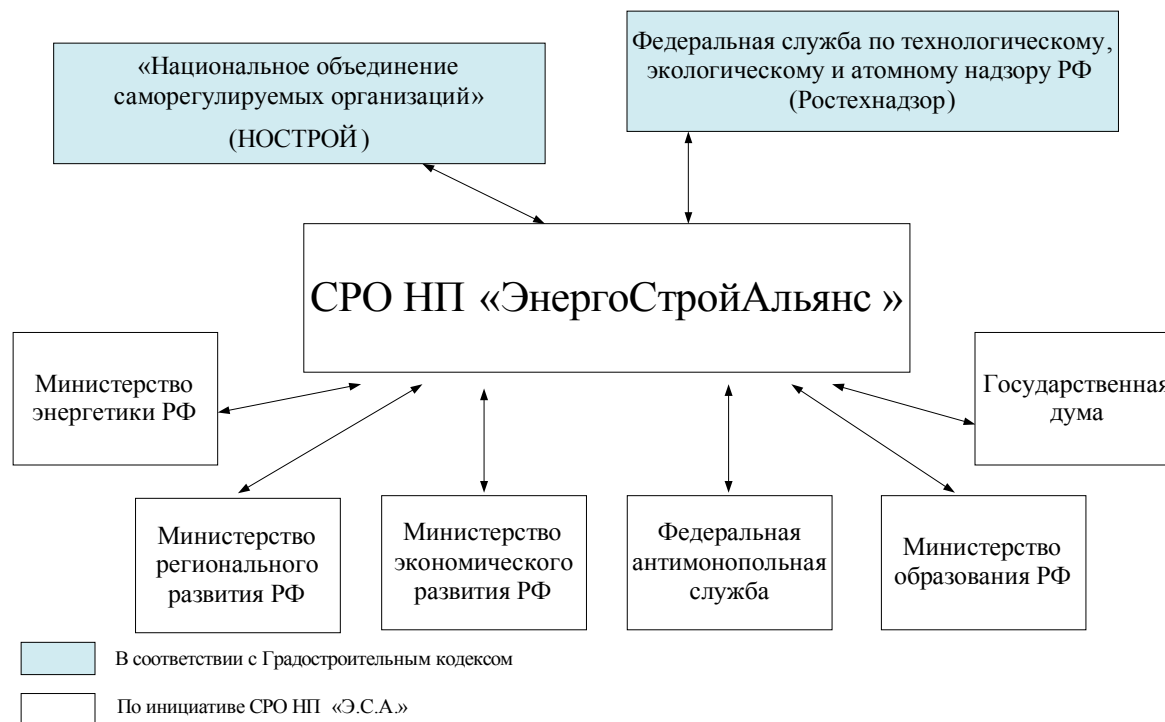 «Национальное объединение
саморегулируемых организаций»
(НОСТРОЙ)
Федеральная служба по технологическому,
экологическому и атомному надзору РФ
(Ростехнадзор)
СРО НП «ЭнергоСтройАльянс »
Министерство
энергетики РФ
Государственная
дума
Министерство
регионального
развития РФ
Министерство
экономического
развития РФ
Федеральная
антимонопольная
служба
Министерство
образования РФ
В соответствии с Градостроительным кодексом
По инициативе СРО НП «Э.С.А.»